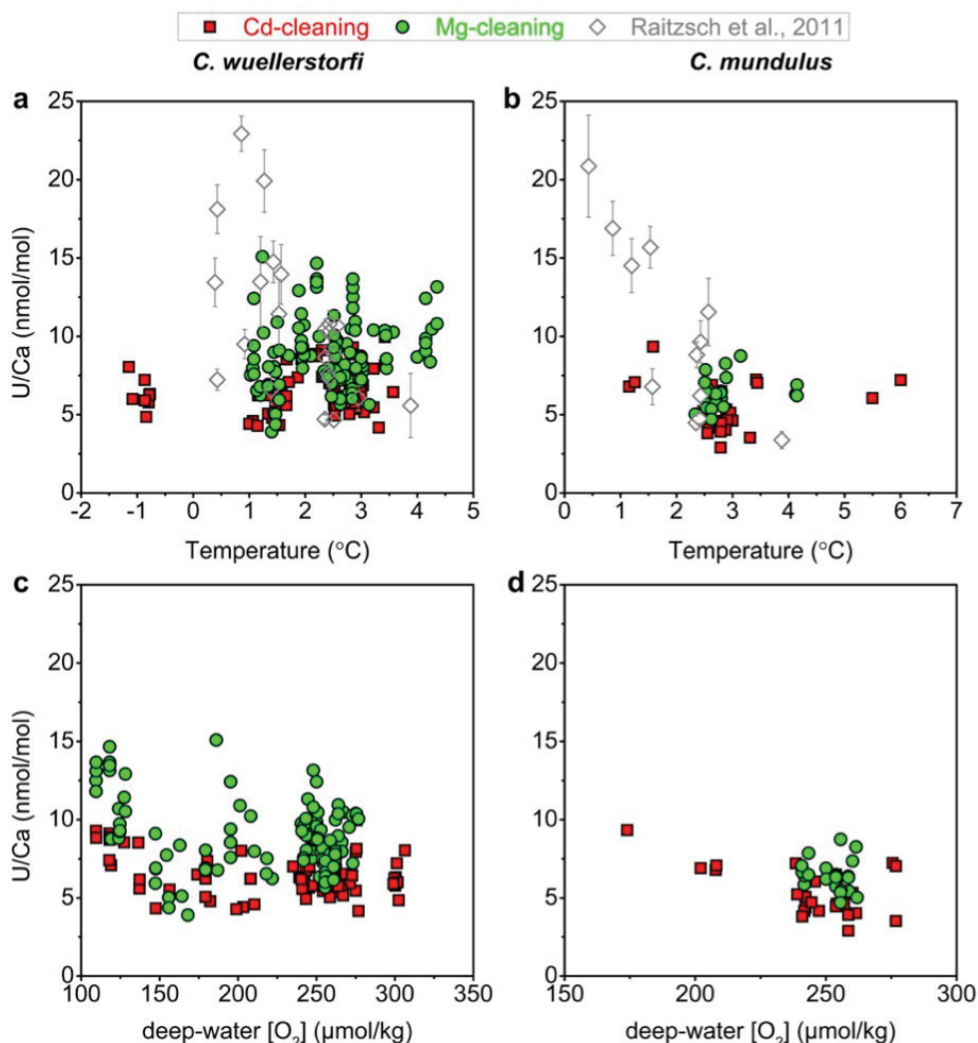 Cd-cleaning Mg-cleaning Raitzsch et al., 2011
C. wuellerstorfi C. mundulus
a b
25 25
20 20
15 15
10 10
5 5
0 0
U/Ca (nmol/mol)
-2 -1 0 1 2 3 4 5 0 1 2 3 4 5 6 7
Temperature (°C) Temperature (°C)
c d
25 25
20 20
15 15
10 10
5 5
0 0
U/Ca (nmol/mol)
100 150 200 250 300 350 150 200 250 300
deep-water [O₂] (µmol/kg) deep-water [O₂] (µmol/kg)